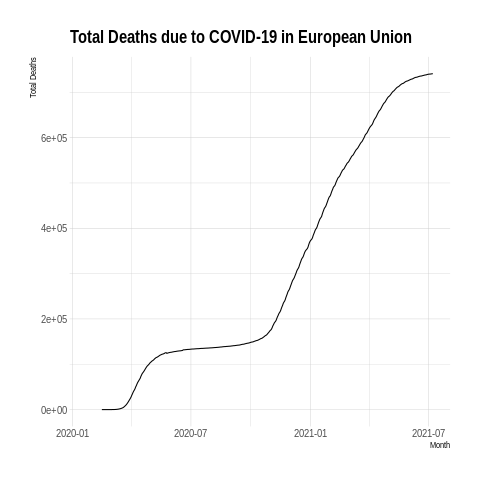 Total Deaths due to COVID-19 in European Union
Total Deaths
6e+05
4e+05
2e+05
0e+00
2020-01 2020-07 2021-01 2021-07
Month